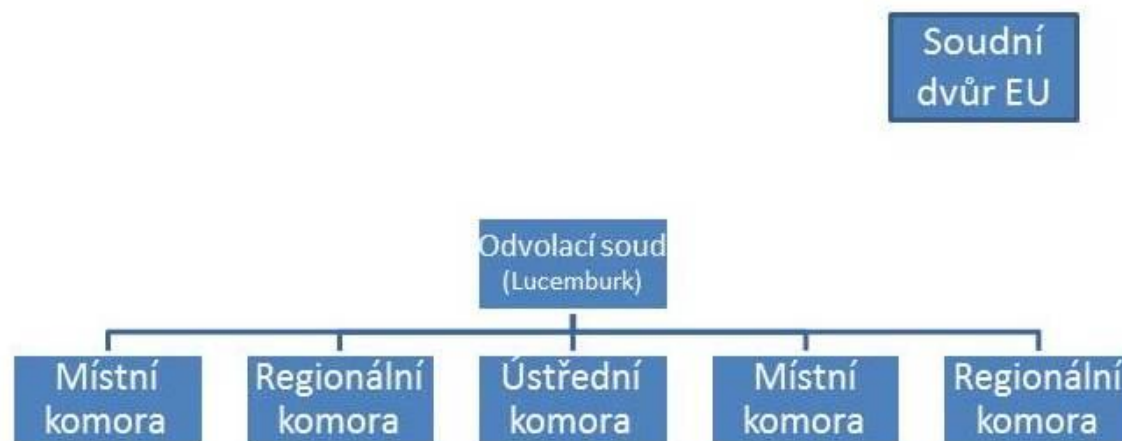 Soudní
dvůr EU
Odvolací soud
(Lucemburk)
Místní
komora
Regionální
komora
Ústřední
komora
Místní
komora
Regionální
komora